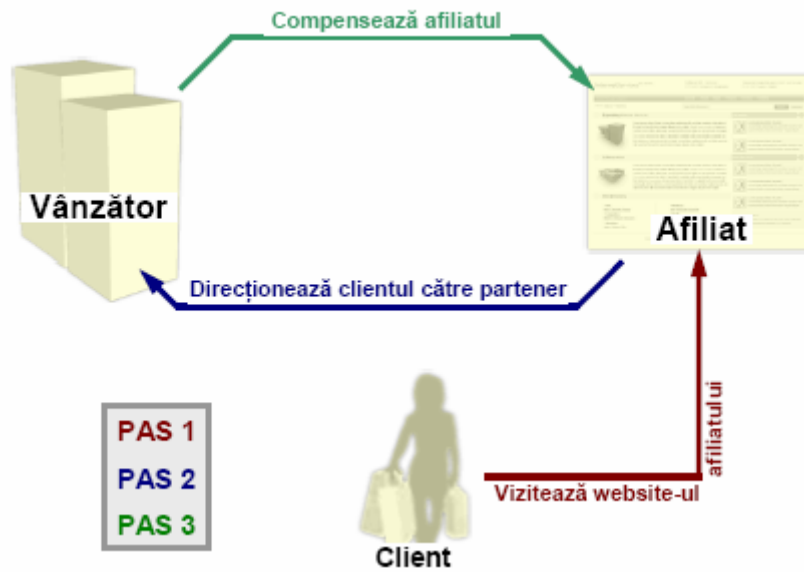 Compensează afiliatul
Vânzător
Afiliat
Direcționează clientul către partener
PAS 1
PAS 2
PAS 3
Vizitează website-ul
afiliatului
Client